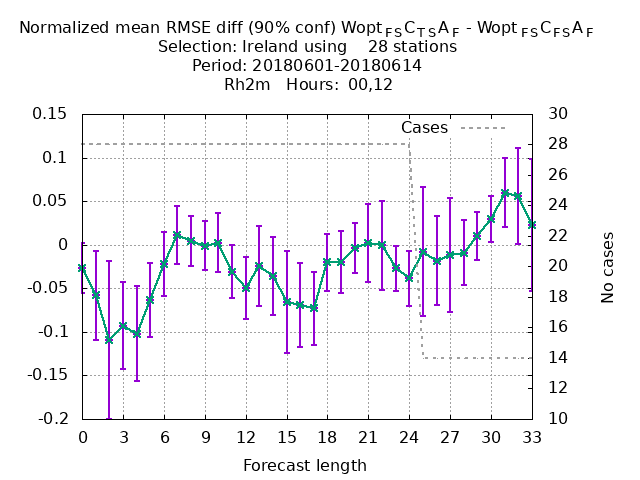 Normalized mean RMSE diff (90% conf) Wopt FS C TS A F - Wopt FS C FS A F
Selection: Ireland using 28 stations
Period: 20180601-20180614
Rh2m Hours: 00,12
Cases
0.15
0.1
0.05
0
-0.05
-0.1
-0.15
-0.2
30
28
26
24
22
20
18
16
14
12
10
No cases
0 3 6 9 12 15 18 21 24 27 30 33
Forecast length